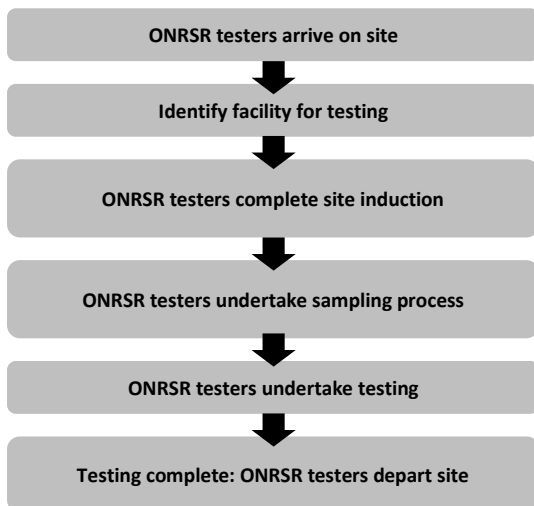 ONRSR testers arrive on site
Identify facility for testing
ONRSR testers complete site induction
ONRSR testers undertake sampling process
ONRSR testers undertake testing
Testing complete: ONRSR testers depart site